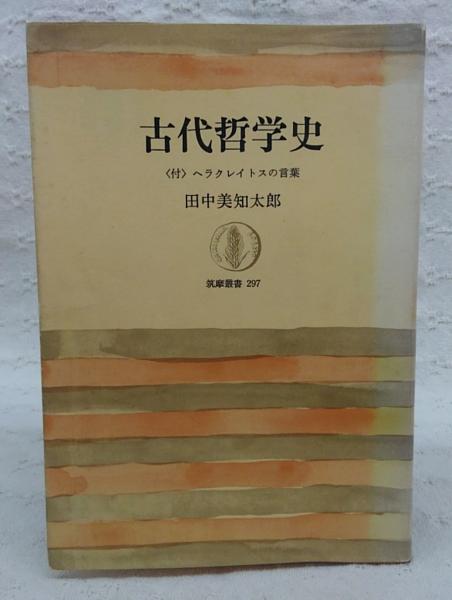 古代哲学史
〈付〉ヘラクレイトスの言葉
田中美知太郎
筑摩叢書 297